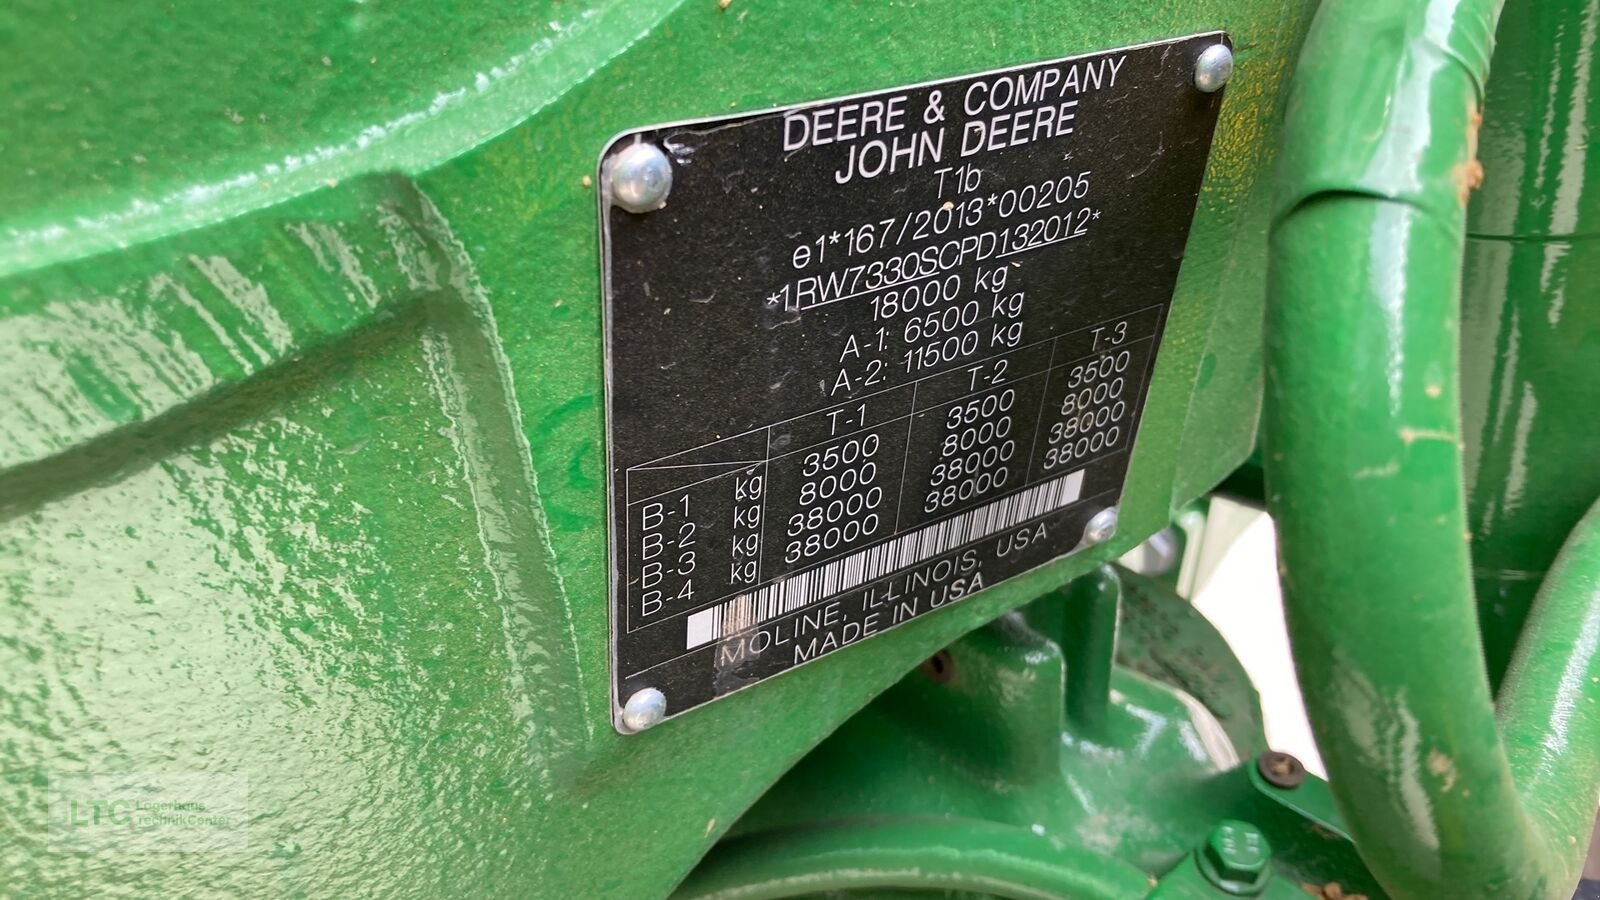 DEERE & COMPANY
JOHN DEERE
T1b
e1*167/2013*00205
*1RW7330SCPD132012*
18000 kg
A-1: 6500 kg
A-2: 11500 kg
T-1 T-2 T-3
B-1 kg 3500 3500 3500
B-2 kg 8000 8000 8000
B-3 kg 38000 38000 38000
B-4 kg 38000 38000 38000
MOLINE, ILLINOIS, USA
MADE IN USA
LTC Lagerhaus
TechnikCenter